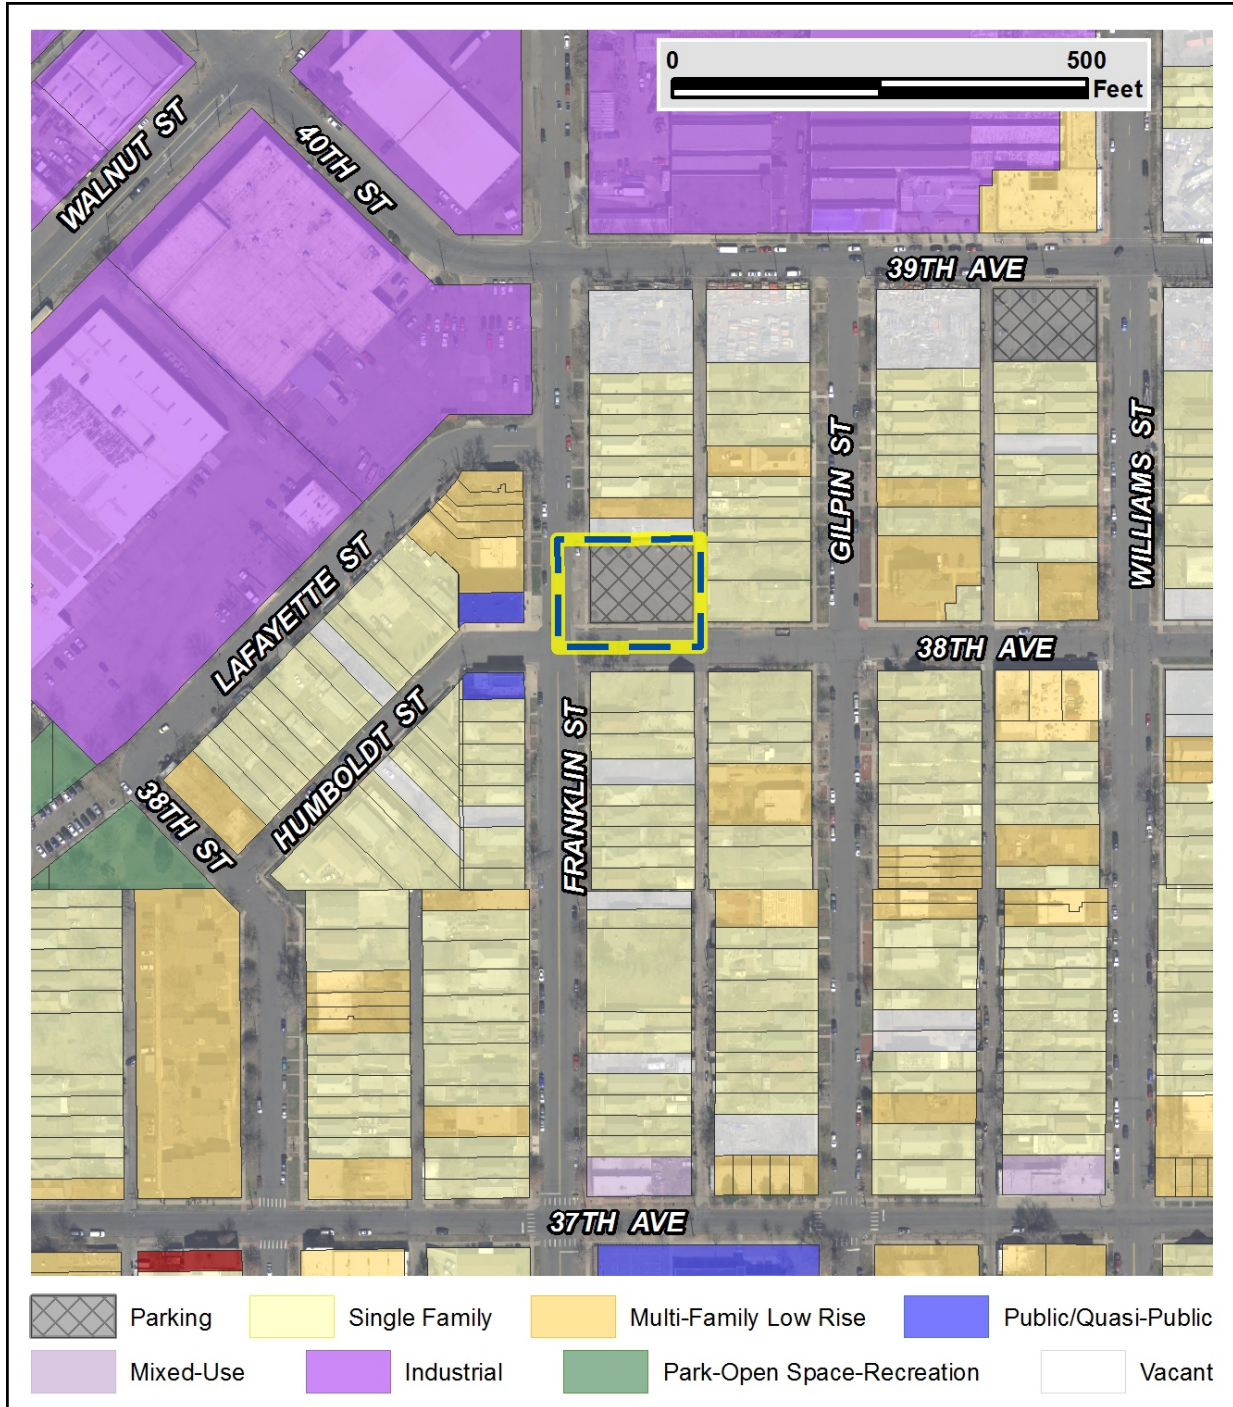 0 500
Feet
WALNUT ST
40TH ST
39TH AVE
GILPIN ST
WILLIAMS ST
LAFAYETTE ST
38TH AVE
HUMBOLDT ST
FRANKLIN ST
38TH ST
37TH AVE
Parking Single Family Multi-Family Low Rise Public/Quasi-Public
Mixed-Use Industrial Park-Open Space-Recreation Vacant